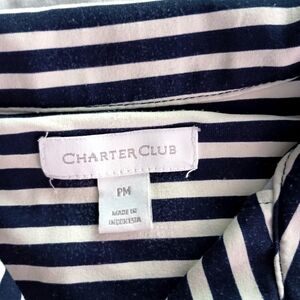 CHARTER CLUB
PM
MADE IN
INDONESIA